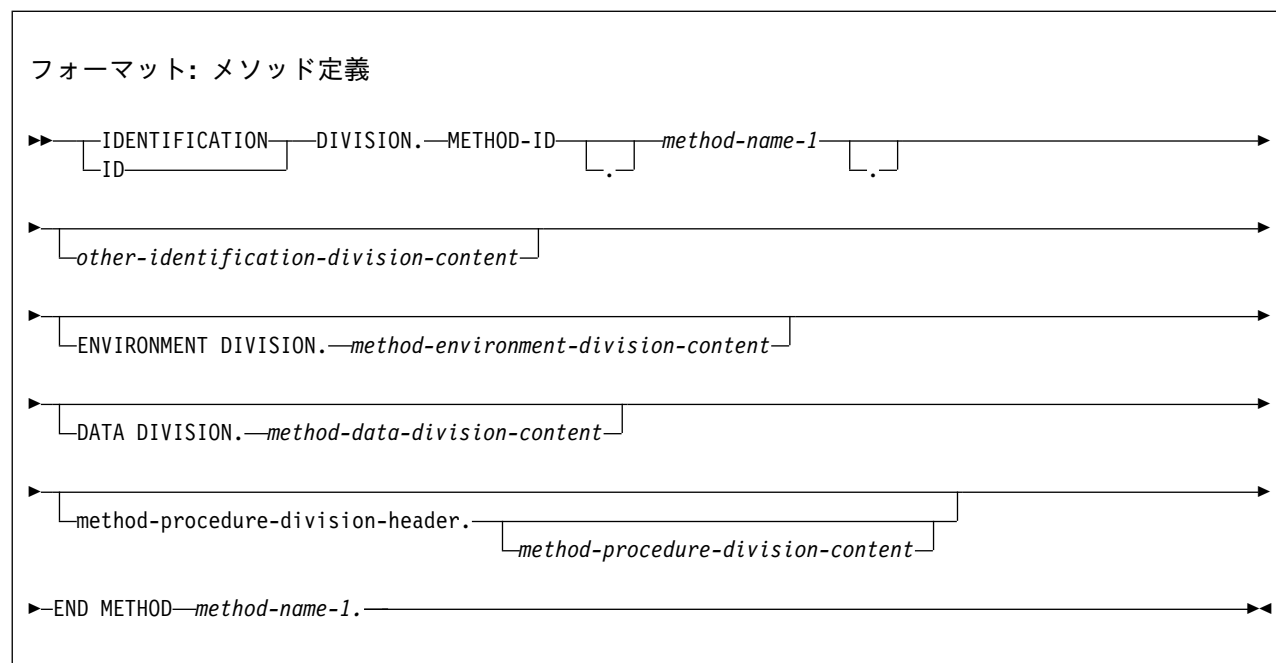 フォーマット: メソッド定義
IDENTIFICATION DIVISION. METHOD-ID . method-name-1 .
ID
other-identification-division-content
ENVIRONMENT DIVISION. method-environment-division-content
DATA DIVISION. method-data-division-content
method-procedure-division-header.
method-procedure-division-content
END METHOD method-name-1.